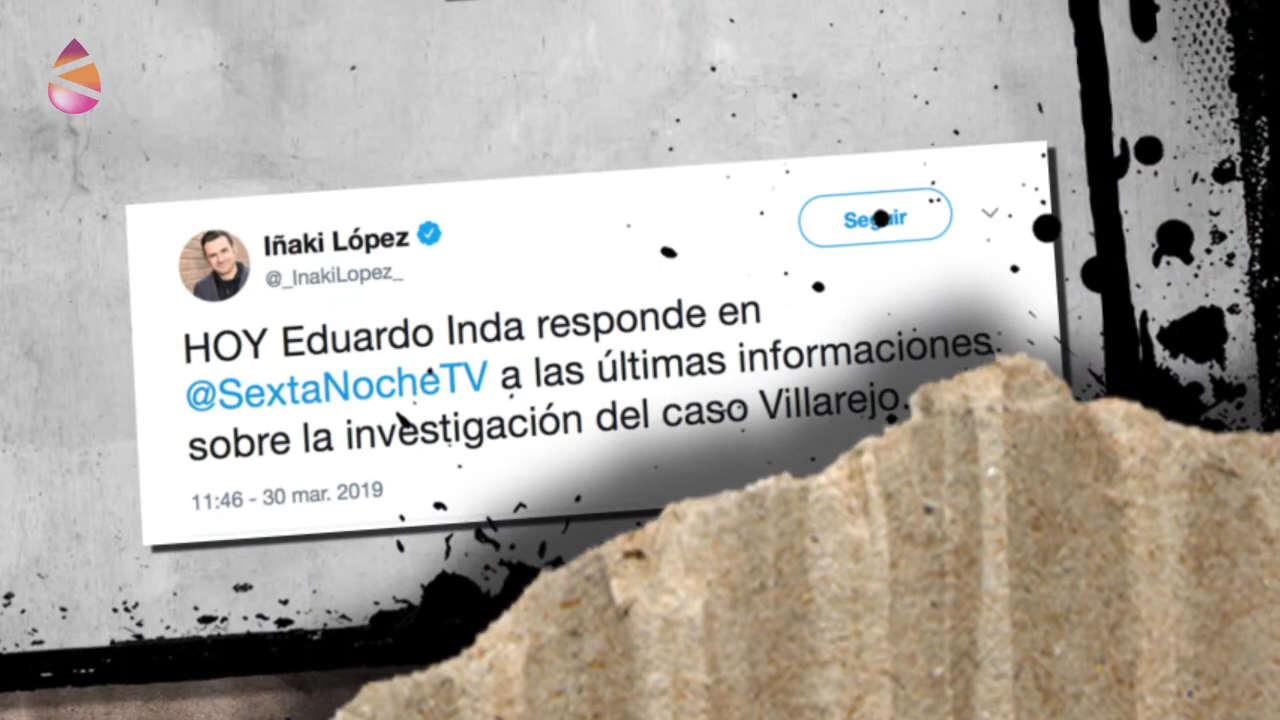 Iñaki López
Seguir
@_InakiLopez_
HOY Eduardo Inda responde en
@SextaNocheTV a las últimas informaciones
sobre la investigación del caso Villarejo.
11:46 - 30 mar. 2019